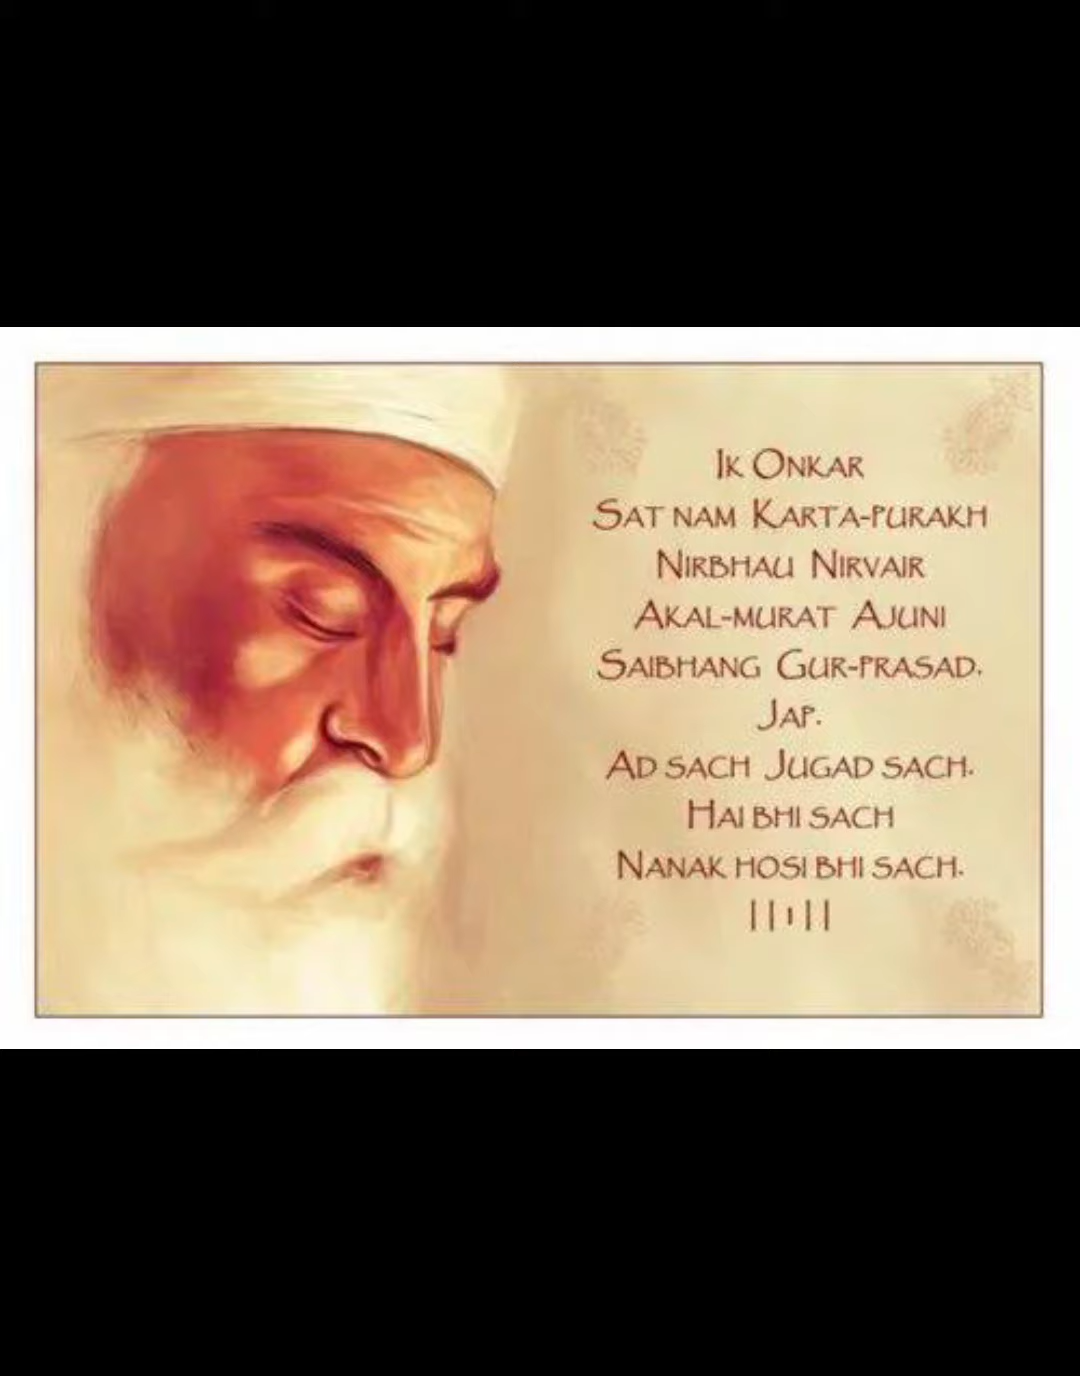 Ik Onkar
Sat nam Karta-purakh
Nirbhau Nirvair
Akal-murat Ajuni
Saibhang Gur-prasad.
Jap.
Ad sach Jugad sach.
Hai bhi sach
Nanak hosi bhi sach.
||1||